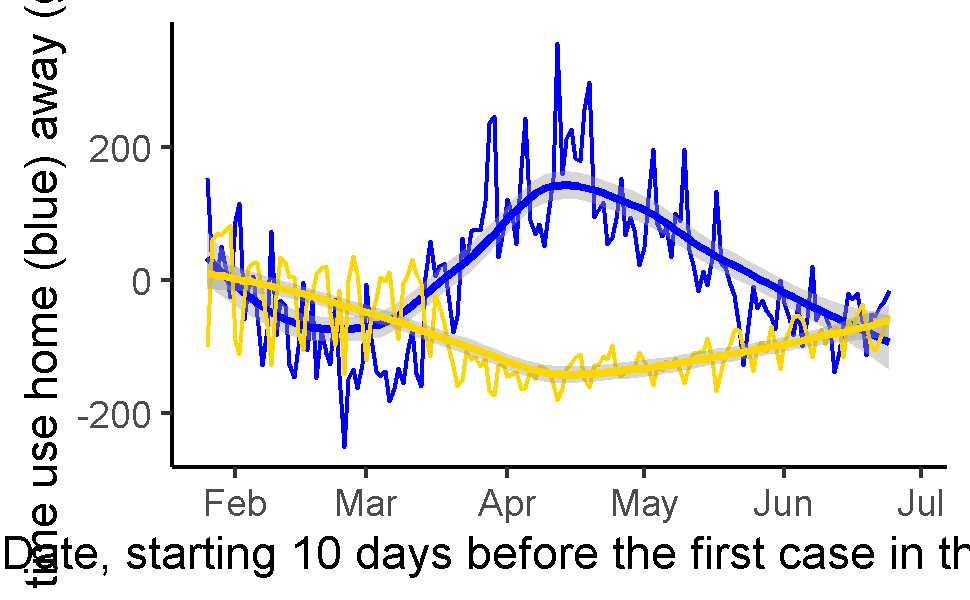 time use home (blue) away (
200
0
-200
Feb Mar Apr May Jun Jul
Date, starting 10 days before the first case in th